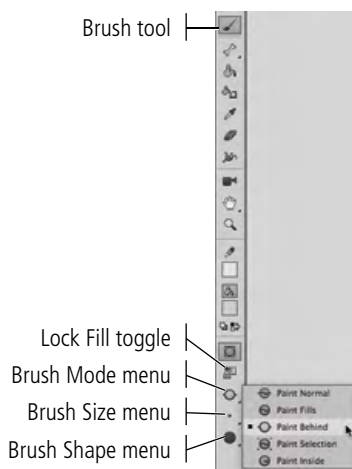 Brush tool
Lock Fill toggle
Brush Mode menu
Brush Size menu
Brush Shape menu
Paint Normal
Paint Fills
Paint Behind
Paint Selection
Paint Inside